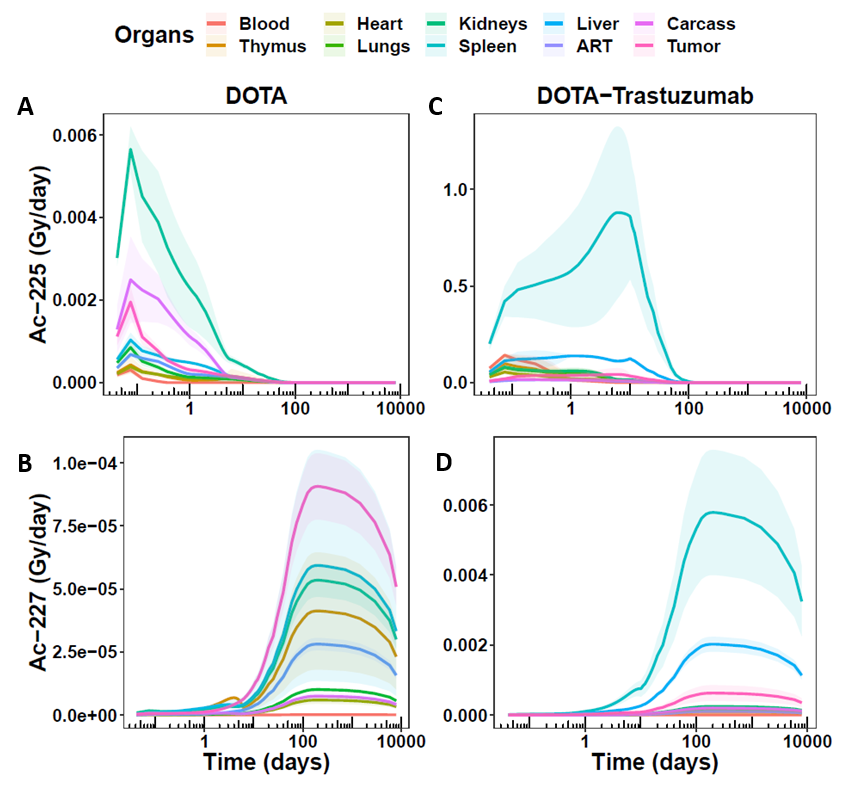 Organs
Blood Heart Kidneys Liver Carcass
Thymus Lungs Spleen ART Tumor
A DOTA C DOTA−Trastuzumab
Ac−225 (Gy/day)
0.006
0.004
0.002
0.000
1 100 10000
1.0
0.5
0.0
1 100 10000
B D
Ac−227 (Gy/day)
1.0e−04
7.5e−05
5.0e−05
2.5e−05
0.0e+00
1 100 10000
Time (days)
0.006
0.004
0.002
0.000
1 100 10000
Time (days)